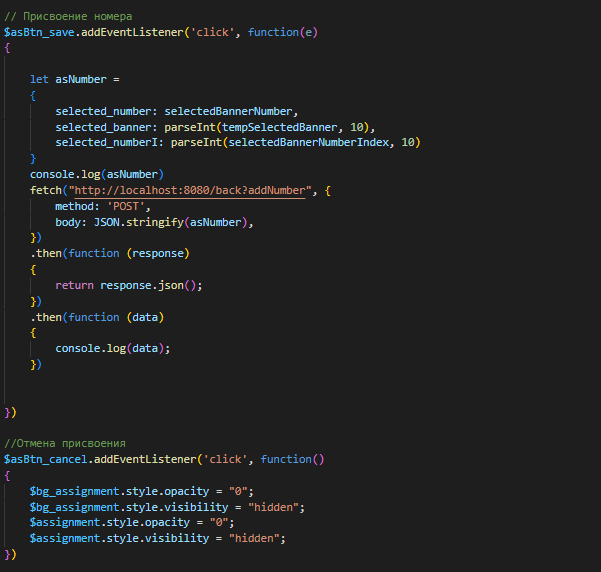 // Присвоение номера
$asBtn_save.addEventListener('click', function(e)
{
let asNumber =
{
selected_number: selectedBannerNumber,
selected_banner: parseInt(tempSelectedBanner, 10),
selected_numberI: parseInt(selectedBannerNumberIndex, 10)
}
console.log(asNumber)
fetch("http://localhost:8080/back?addNumber", {
method: 'POST',
body: JSON.stringify(asNumber),
})
.then(function (response)
{
return response.json();
})
.then(function (data)
{
console.log(data);
})
})
//Отмена присвоения
$asBtn_cancel.addEventListener('click', function()
{
$bg_assignment.style.opacity = "0";
$bg_assignment.style.visibility = "hidden";
$assignment.style.opacity = "0";
$assignment.style.visibility = "hidden";
})